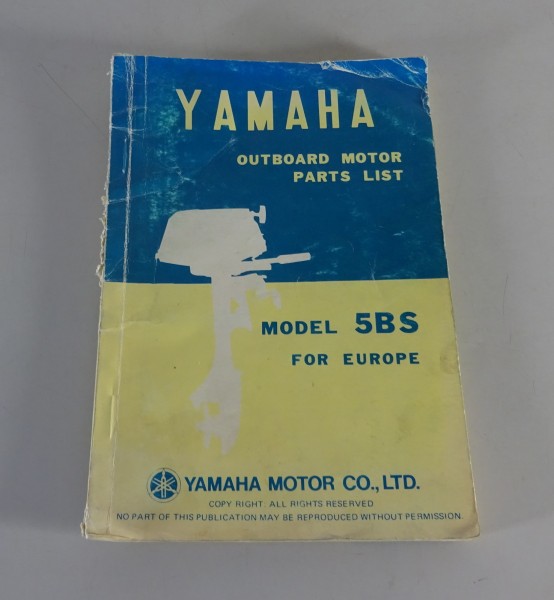 YAMAHA
OUTBOARD MOTOR
PARTS LIST
MODEL 5BS
FOR EUROPE
YAMAHA MOTOR CO., LTD.
COPY RIGHT. ALL RIGHTS RESERVED
NO PART OF THIS PUBLICATION MAY BE REPRODUCED WITHOUT PERMISSION.